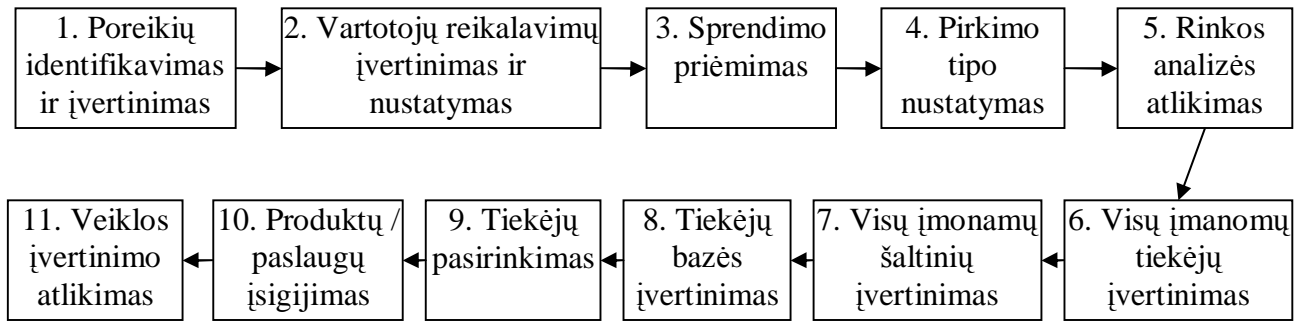 1. Poreikių
identifikavimas
ir įvertinimas
2. Vartotojų reikalavimų
įvertinimas ir
nustatymas
3. Sprendimo
priėmimas
4. Pirkimo
tipo
nustatymas
5. Rinkos
analizės
atlikimas
6. Visų įmanomų
tiekėjų
įvertinimas
7. Visų įmonamų
šaltinių
įvertinimas
8. Tiekėjų
bazės
įvertinimas
9. Tiekėjų
pasirinkimas
10. Produktų /
paslaugų
įsigijimas
11. Veiklos
įvertinimo
atlikimas